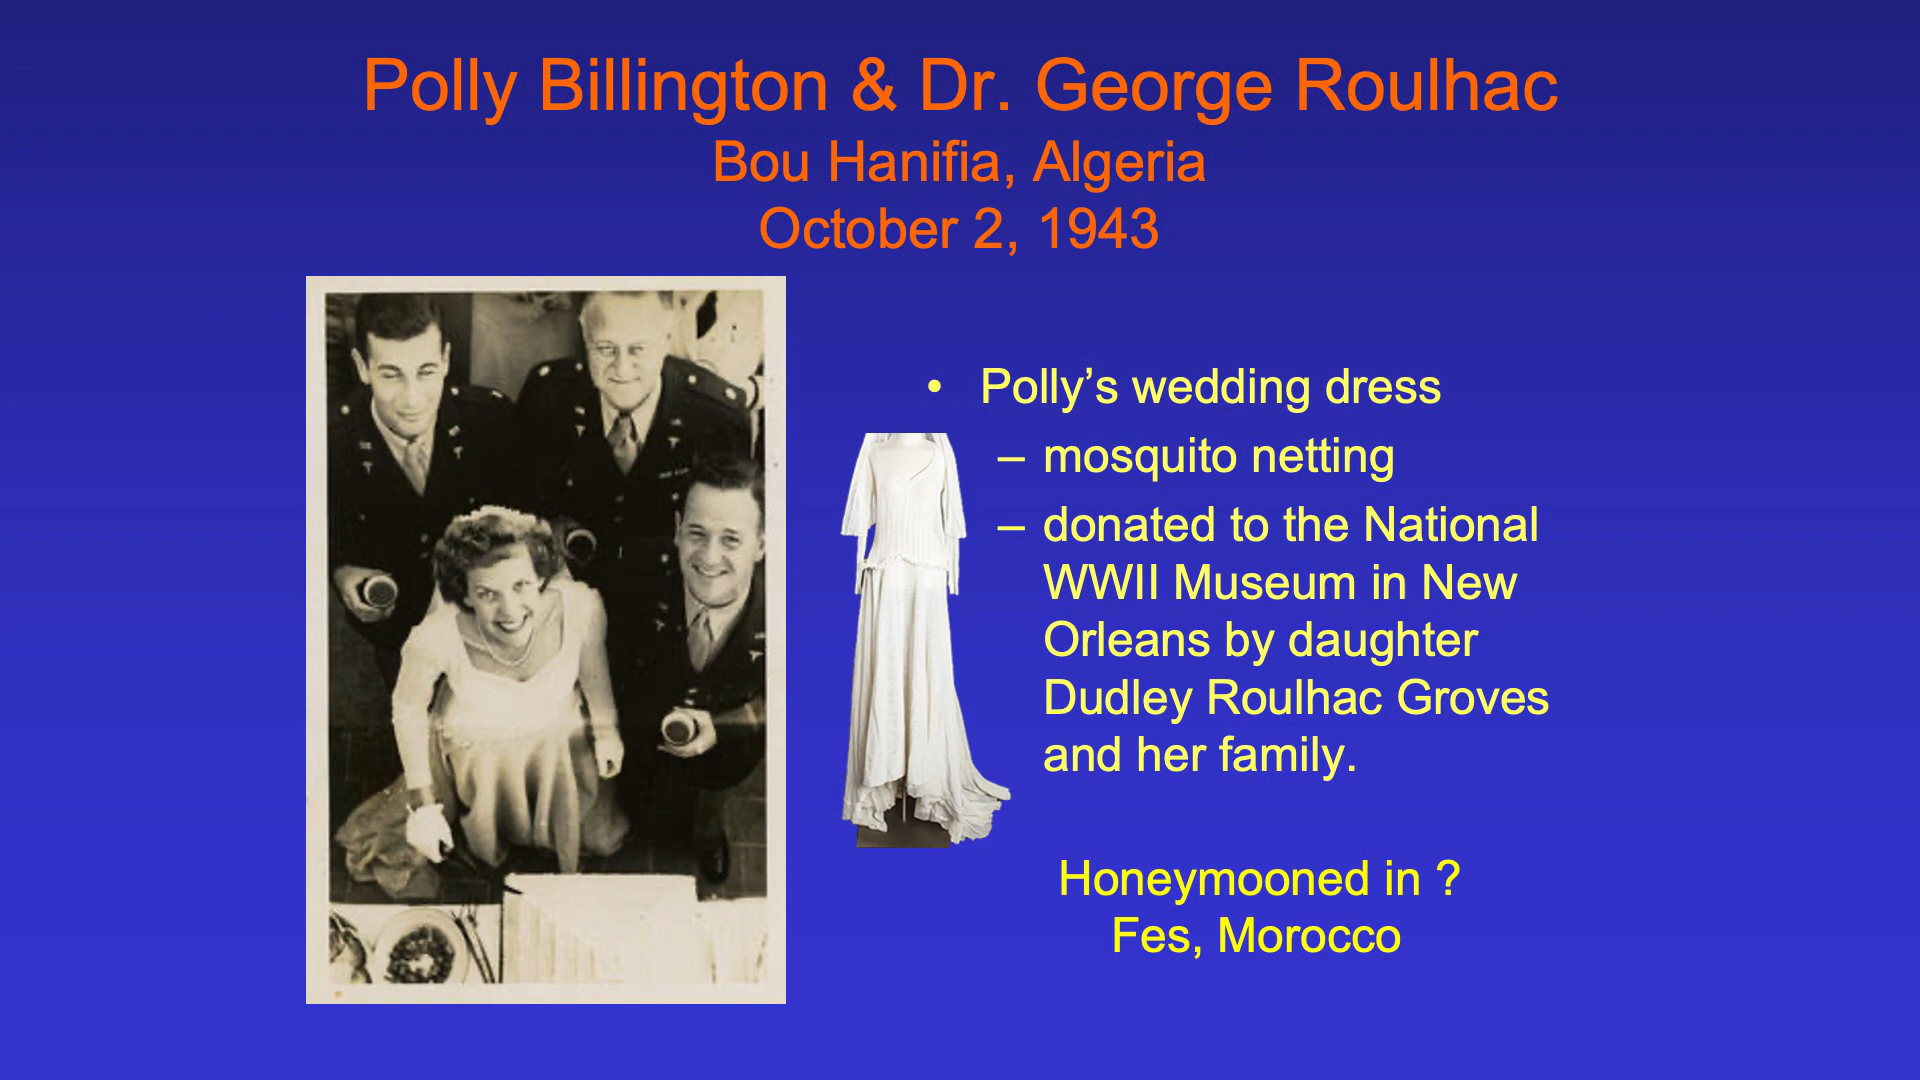 Polly Billington & Dr. George Roulhac
Bou Hanifia, Algeria
October 2, 1943
• Polly’s wedding dress
– mosquito netting
– donated to the National
WWII Museum in New
Orleans by daughter
Dudley Roulhac Groves
and her family.
Honeymooned in ?
Fes, Morocco